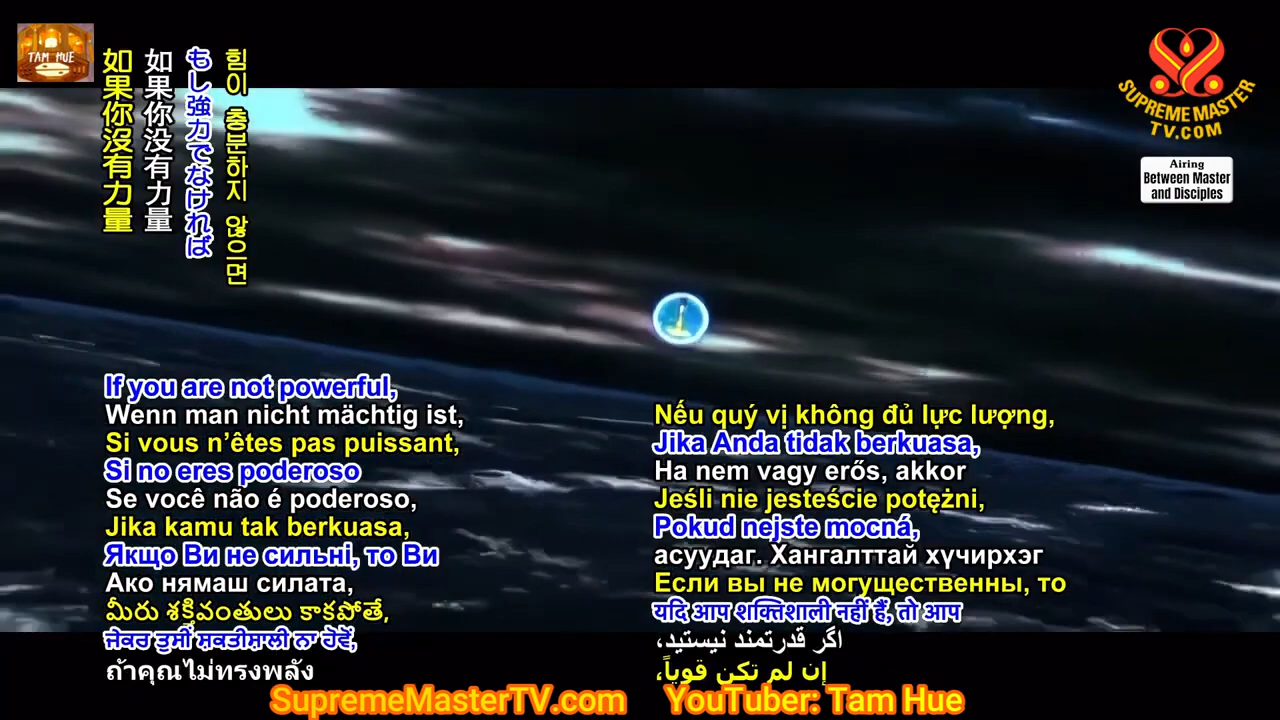 TAM HUE
如果你沒有力量
如果你没有力量
もし強力でなければ
힘이 충분하지 않으면
SUPREME MASTER
TV.COM
Airing
Between Master
and Disciples
If you are not powerful,
Wenn man nicht mächtig ist,
Si vous n’êtes pas puissant,
Si no eres poderoso
Se você não é poderoso,
Jika kamu tak berkuasa,
Якщо Ви не сильні, то Ви
Ако нямаш силата,
మీరు శక్తివంతులు కాకపోతే,
ਜੇਕਰ ਤੁਸੀਂ ਸ਼ਕਤੀਸ਼ਾਲੀ ਨਾ ਹੋਵੋਂ,
ถ้าคุณไม่ทรงพลัง
Nếu quý vị không đủ lực lượng,
Jika Anda tidak berkuasa,
Ha nem vagy erős, akkor
Jeśli nie jesteście potężni,
Pokud nejste mocná,
асуудаг. Хангалттай хүчирхэг
Если вы не могущественны, то
यदि आप शक्तिशाली नहीं हैं, तो आप
اگر قدرتمند نیستید،
إن لم تكن قوياً،
SupremeMasterTV.com YouTuber: Tam Hue